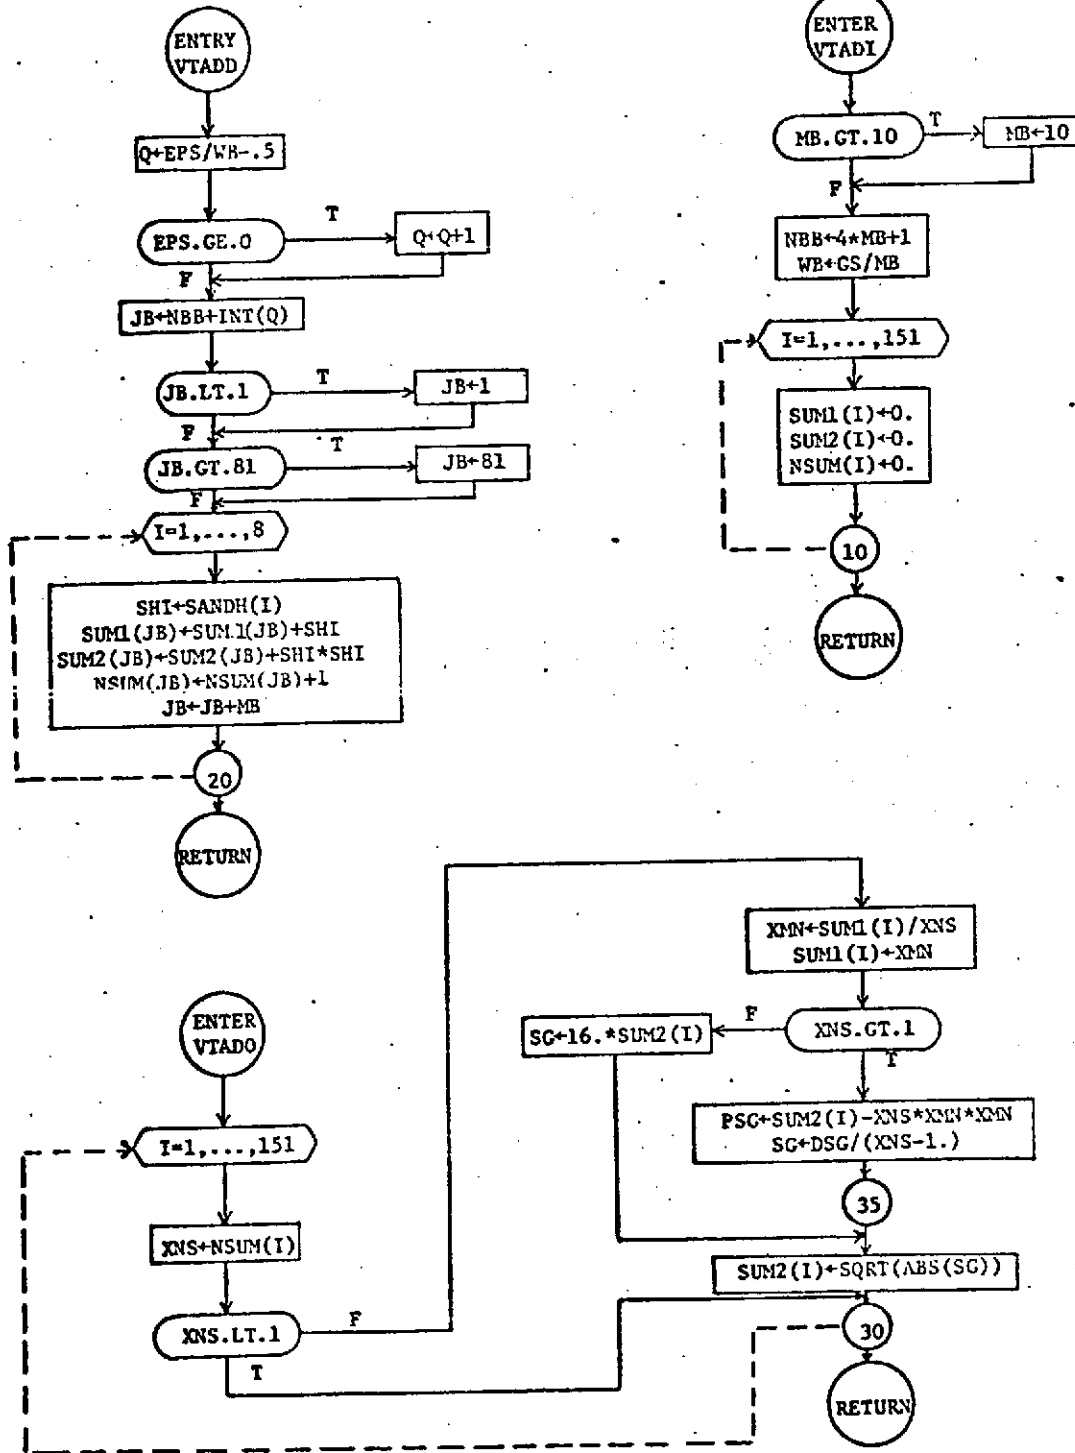 ENTRY
VTADD
Q←EPS/WB-.5
EPS.GE.0
T
Q←Q+1
F
JB←NBB+INT(Q)
JB.LT.1
T
JB←1
F
JB.GT.81
T
JB←81
F
I=1,...,8
SHI←SANDH(I)
SUM1(JB)←SUM1(JB)+SHI
SUM2(JB)←SUM2(JB)+SHI*SHI
NSUM(JB)←NSUM(JB)+1
JB←JB+MB
20
RETURN
ENTER
VTADI
MB.GT.10
T
MB←10
F
NBB←4*MB+1
WB←GS/MB
I=1,...,151
SUM1(I)←0.
SUM2(I)←0.
NSUM(I)←0.
10
RETURN
ENTER
VTADO
I=1,...,151
XNS←NSUM(I)
XNS.LT.1
F
T
XMN←SUM1(I)/XNS
SUM1(I)←XMN
XNS.GT.1
F
SG←16.*SUM2(I)
T
PSG←SUM2(I)-XNS*XMN*XMN
SG←DSG/(XNS-1.)
35
SUM2(I)←SQRT(ABS(SG))
30
RETURN